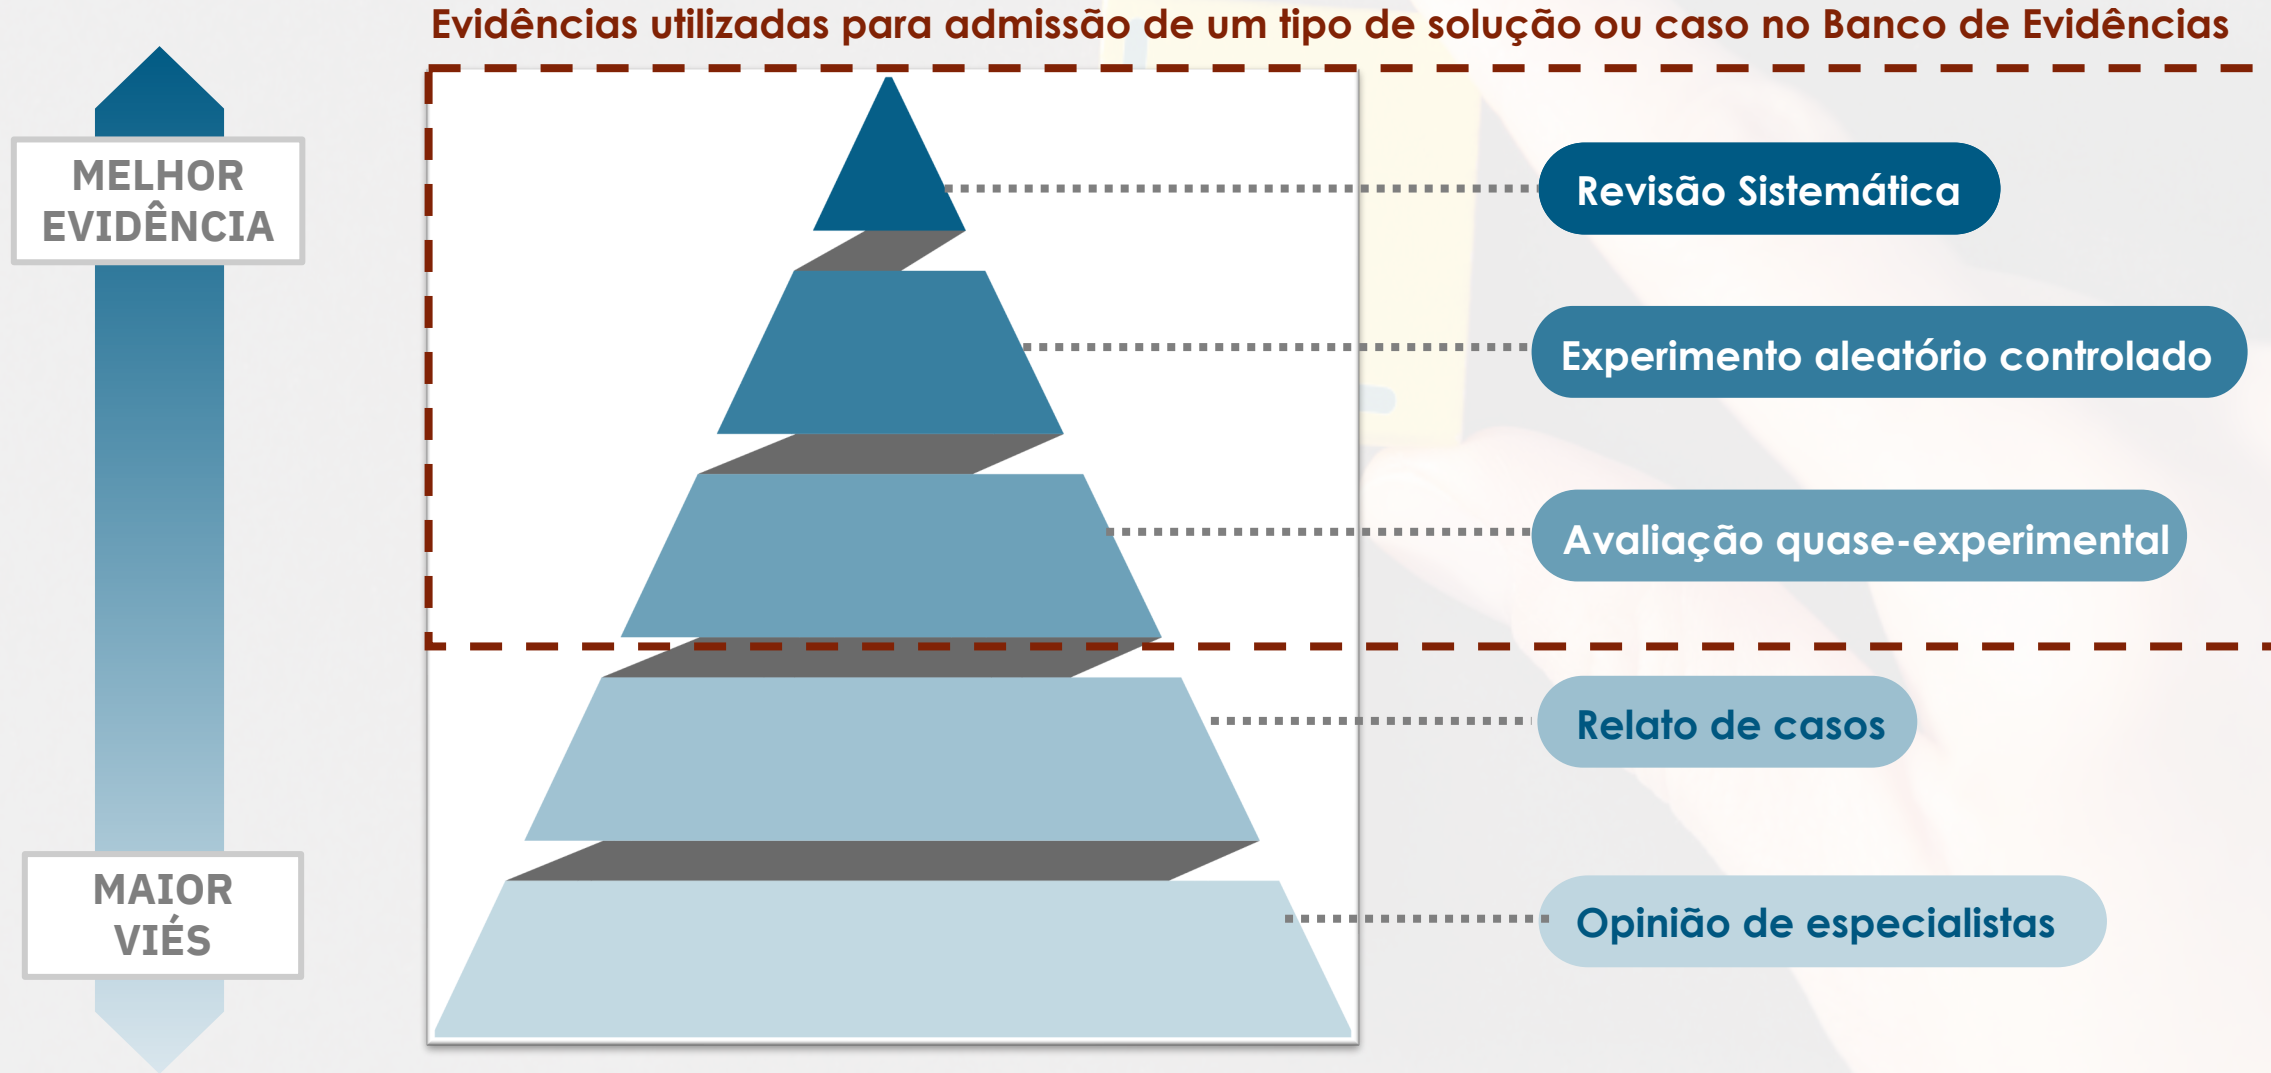 Evidências utilizadas para admissão de um tipo de solução ou caso no Banco de Evidências
MELHOR
EVIDÊNCIA
Revisão Sistemática
Experimento aleatório controlado
Avaliação quase-experimental
Relato de casos
MAIOR
VIÉS
Opinião de especialistas